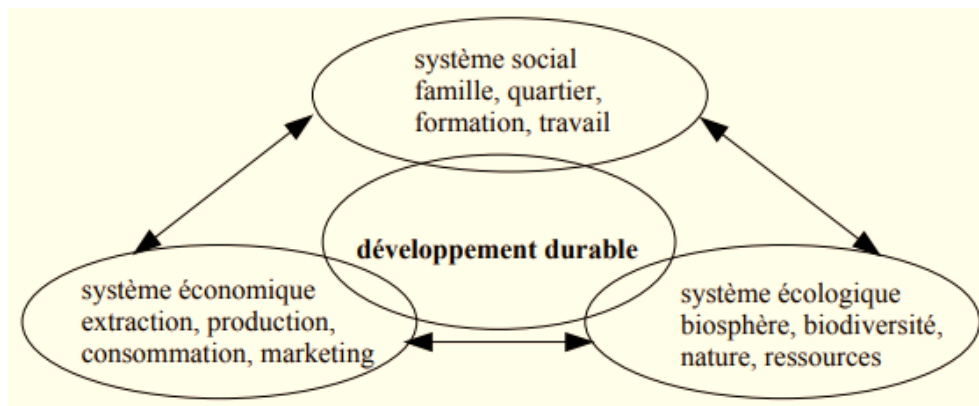 système social
famille, quartier,
formation, travail
développement durable
système économique
extraction, production,
consommation, marketing
système écologique
biosphère, biodiversité,
nature, ressources